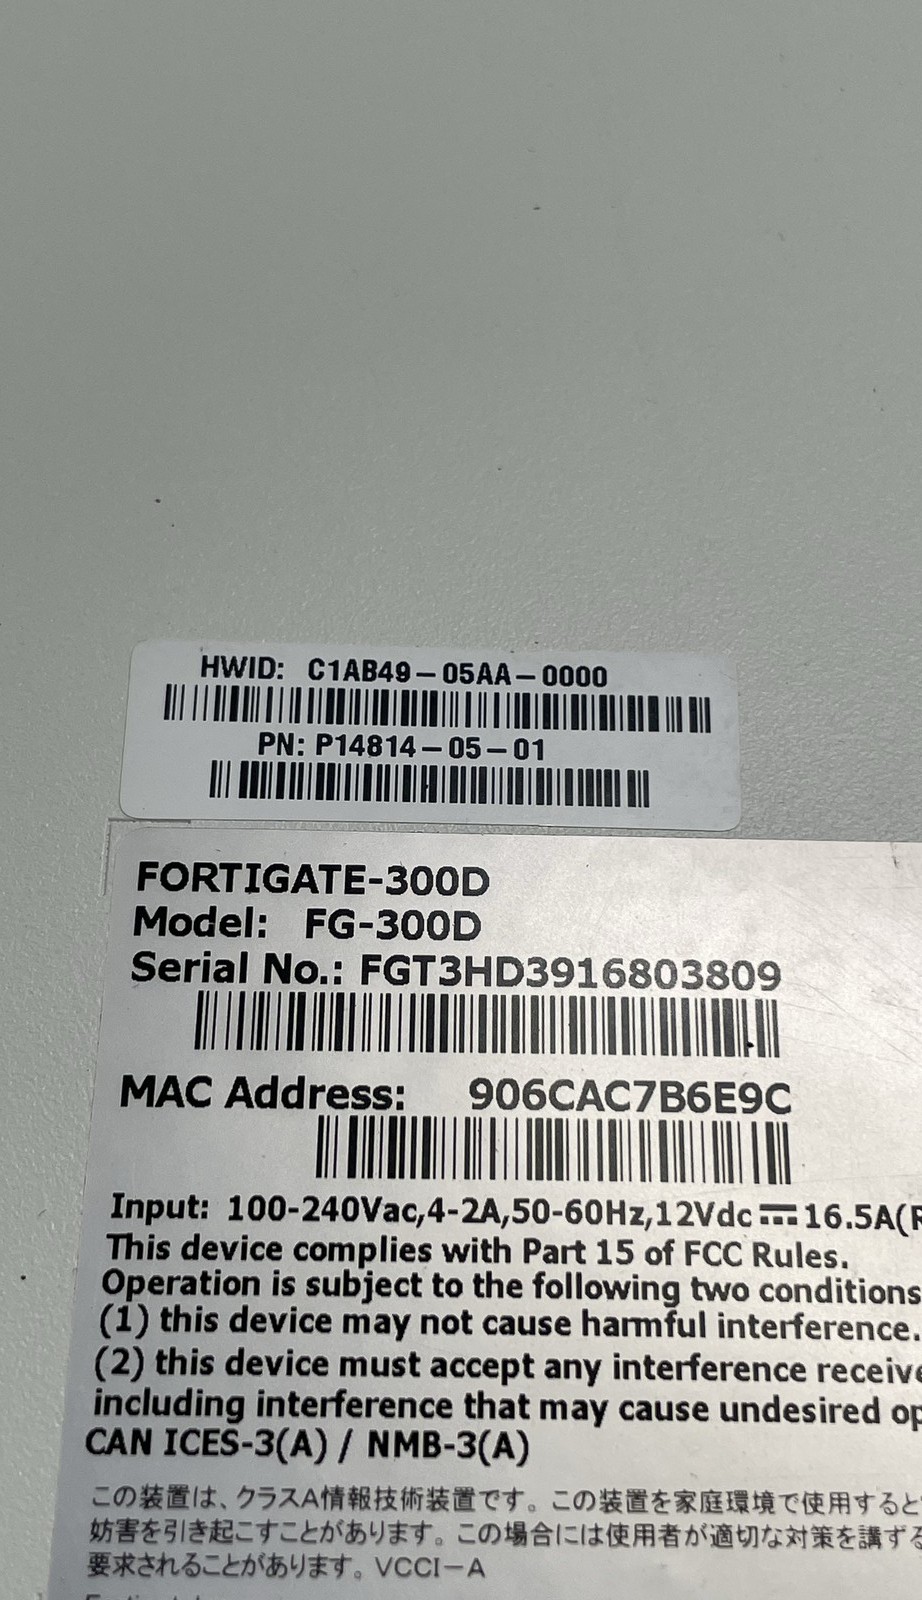 HWID: C1AB49-05AA-0000
PN: P14814-05-01
FORTIGATE-300D
Model: FG-300D
Serial No.: FGT3HD3916803809
MAC Address: 906CAC7B6E9C
Input: 100-240Vac,4-2A,50-60Hz,12Vdc⎓16.5A(R
This device complies with Part 15 of FCC Rules.
Operation is subject to the following two conditions
(1) this device may not cause harmful interference.
(2) this device must accept any interference receive
including interference that may cause undesired op
CAN ICES-3(A) / NMB-3(A)
この装置は、クラスA情報技術装置です。この装置を家庭環境で使用すると
妨害を引き起こすことがあります。この場合には使用者が適切な対策を講ずる
要求されることがあります。VCCI-A